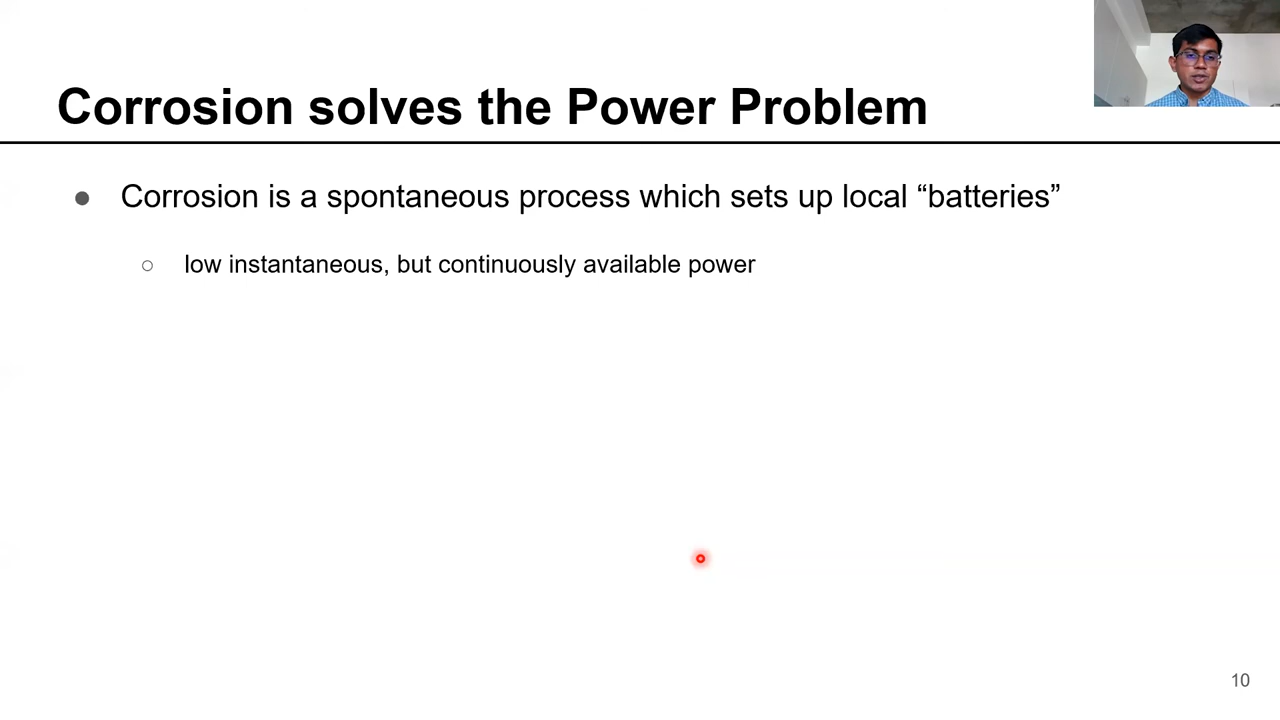 Corrosion solves the Power Problem
● Corrosion is a spontaneous process which sets up local “batteries”
○ low instantaneous, but continuously available power
10